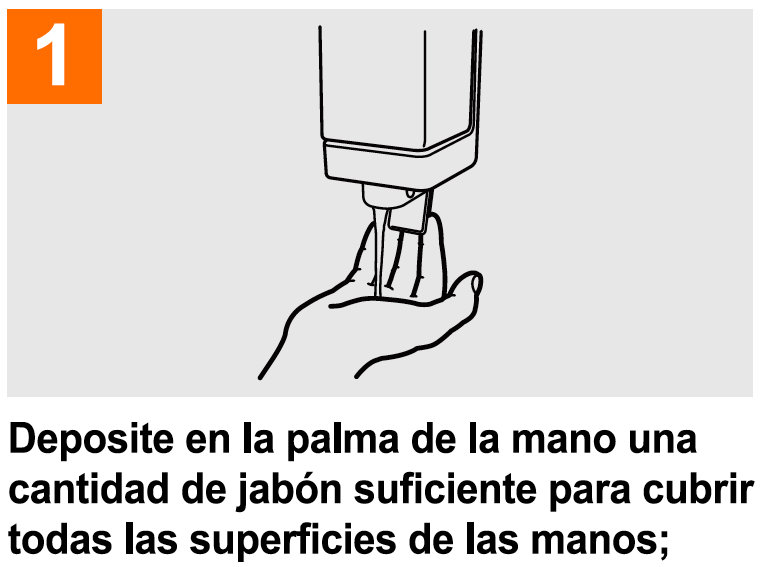 1
Deposite en la palma de la mano una
cantidad de jabón suficiente para cubrir
todas las superficies de las manos;